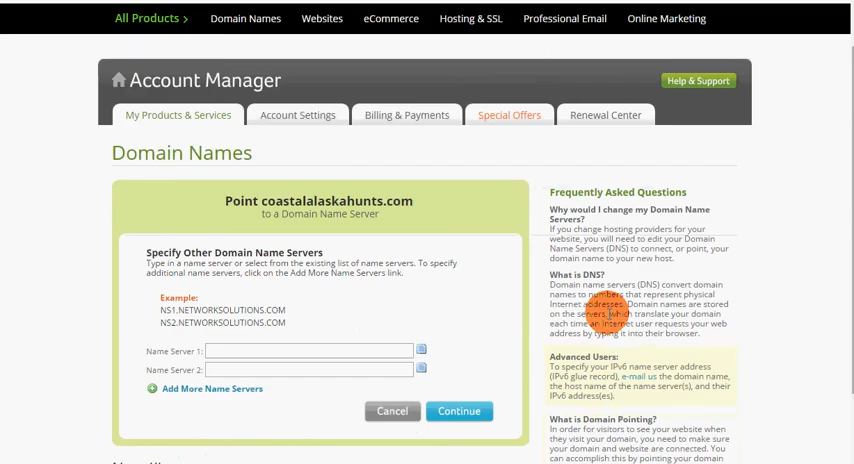 All Products >
Domain Names
Websites
eCommerce
Hosting & SSL
Professional Email
Online Marketing
Account Manager
Help & Support
My Products & Services
Account Settings
Billing & Payments
Special Offers
Renewal Center
Domain Names
Point coastalalaskahunts.com
to a Domain Name Server
Specify Other Domain Name Servers
Type in a name server or select from the existing list of name servers. To specify
additional name servers, click on the Add More Name Servers link.
Example:
NS1.NETWORKSOLUTIONS.COM
NS2.NETWORKSOLUTIONS.COM
Name Server 1:
Name Server 2:
Add More Name Servers
Cancel
Continue
Frequently Asked Questions
Why would I change my Domain Name
Servers?
If you change hosting providers for your
website, you will need to edit your Domain
Name Servers (DNS) to connect, or point, your
domain name to your new host.
What is DNS?
Domain name servers (DNS) convert domain
names to numbers that represent physical
Internet addresses. Domain names are stored
on the servers, which translate your domain
each time an Internet user requests your web
address by typing it into their browser.
Advanced Users:
To specify your IPv6 name server address
(IPv6 glue record), e-mail us the domain name,
the host name of the name server(s), and their
IPv6 address(es).
What is Domain Pointing?
In order for visitors to see your website when
they visit your domain, you need to make sure
your domain and website are connected. You
can accomplish this by pointing your domain